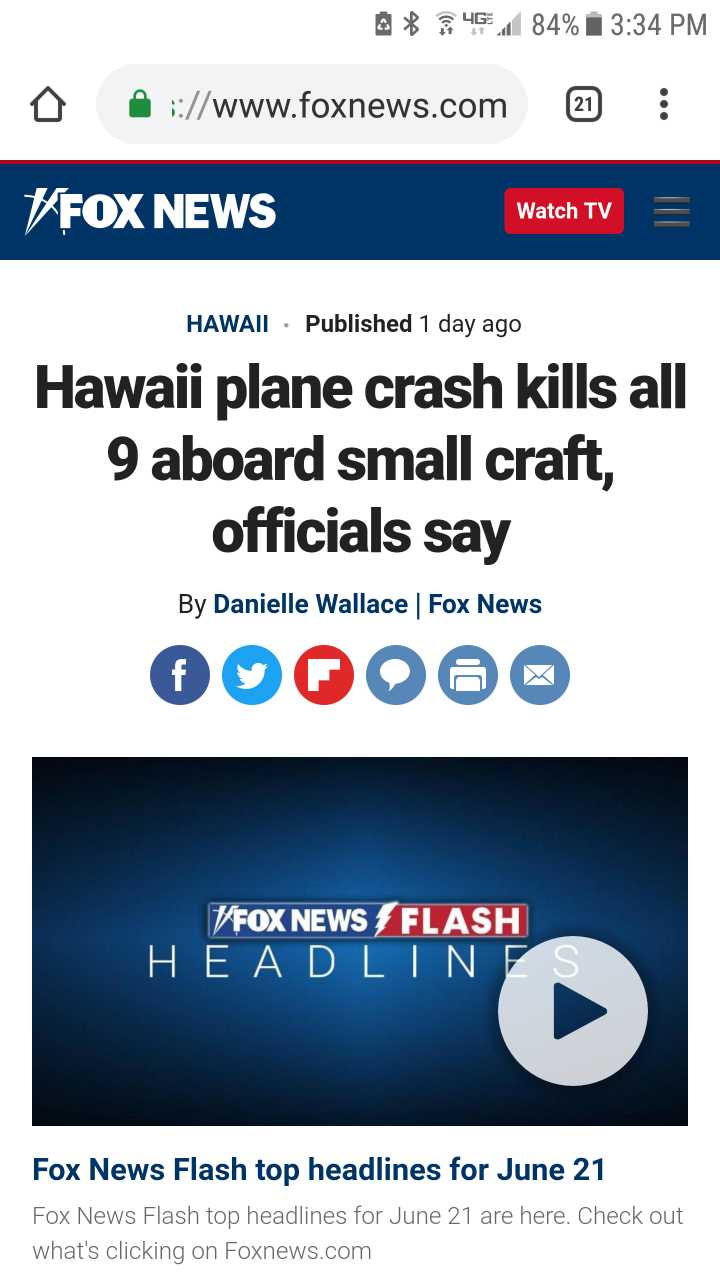 4GE 84% 3:34 PM
://www.foxnews.com 21
FOX NEWS Watch TV
HAWAII · Published 1 day ago
Hawaii plane crash kills all
9 aboard small craft,
officials say
By Danielle Wallace | Fox News
FOX NEWS FLASH
HEADLINES
Fox News Flash top headlines for June 21
Fox News Flash top headlines for June 21 are here. Check out
what's clicking on Foxnews.com